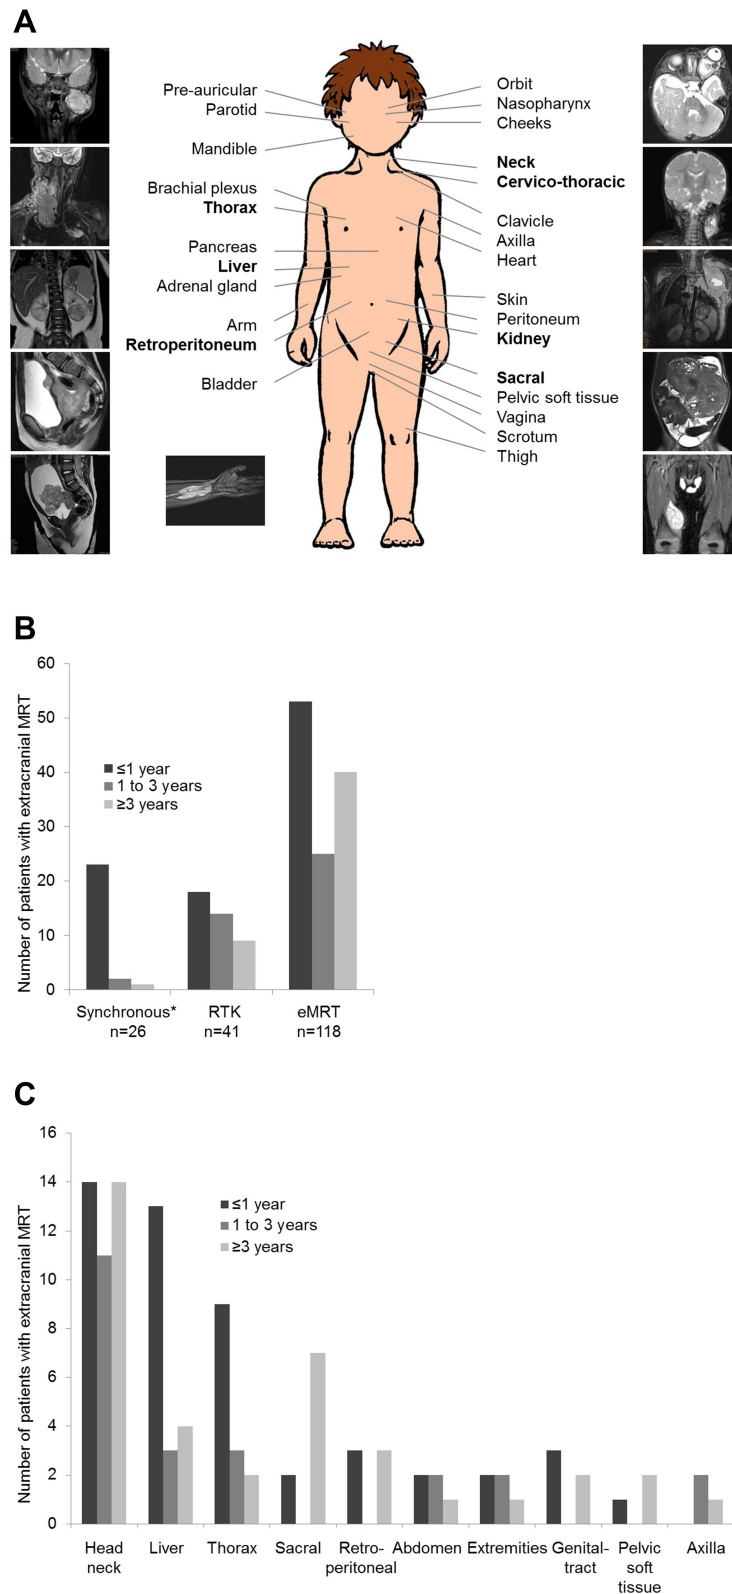 A
Pre-auricular
Parotid
Mandible
Brachial plexus
Thorax
Pancreas
Liver
Adrenal gland
Arm
Retroperitoneum
Bladder
Orbit
Nasopharynx
Cheeks
Neck
Cervico-thoracic
Clavicle
Axilla
Heart
Skin
Peritoneum
Kidney
Sacral
Pelvic soft tissue
Vagina
Scrotum
Thigh
B
Number of patients with extracranial MRT
60
50
40
30
20
10
0
≤1 year
1 to 3 years
≥3 years
Synchronous*
n=26
RTK
n=41
eMRT
n=118
C
Number of patients with extracranial MRT
16
14
12
10
8
6
4
2
0
≤1 year
1 to 3 years
≥3 years
Head
neck
Liver
Thorax
Sacral
Retro-
peritoneal
Abdomen
Extremities
Genital-
tract
Pelvic
soft
tissue
Axilla